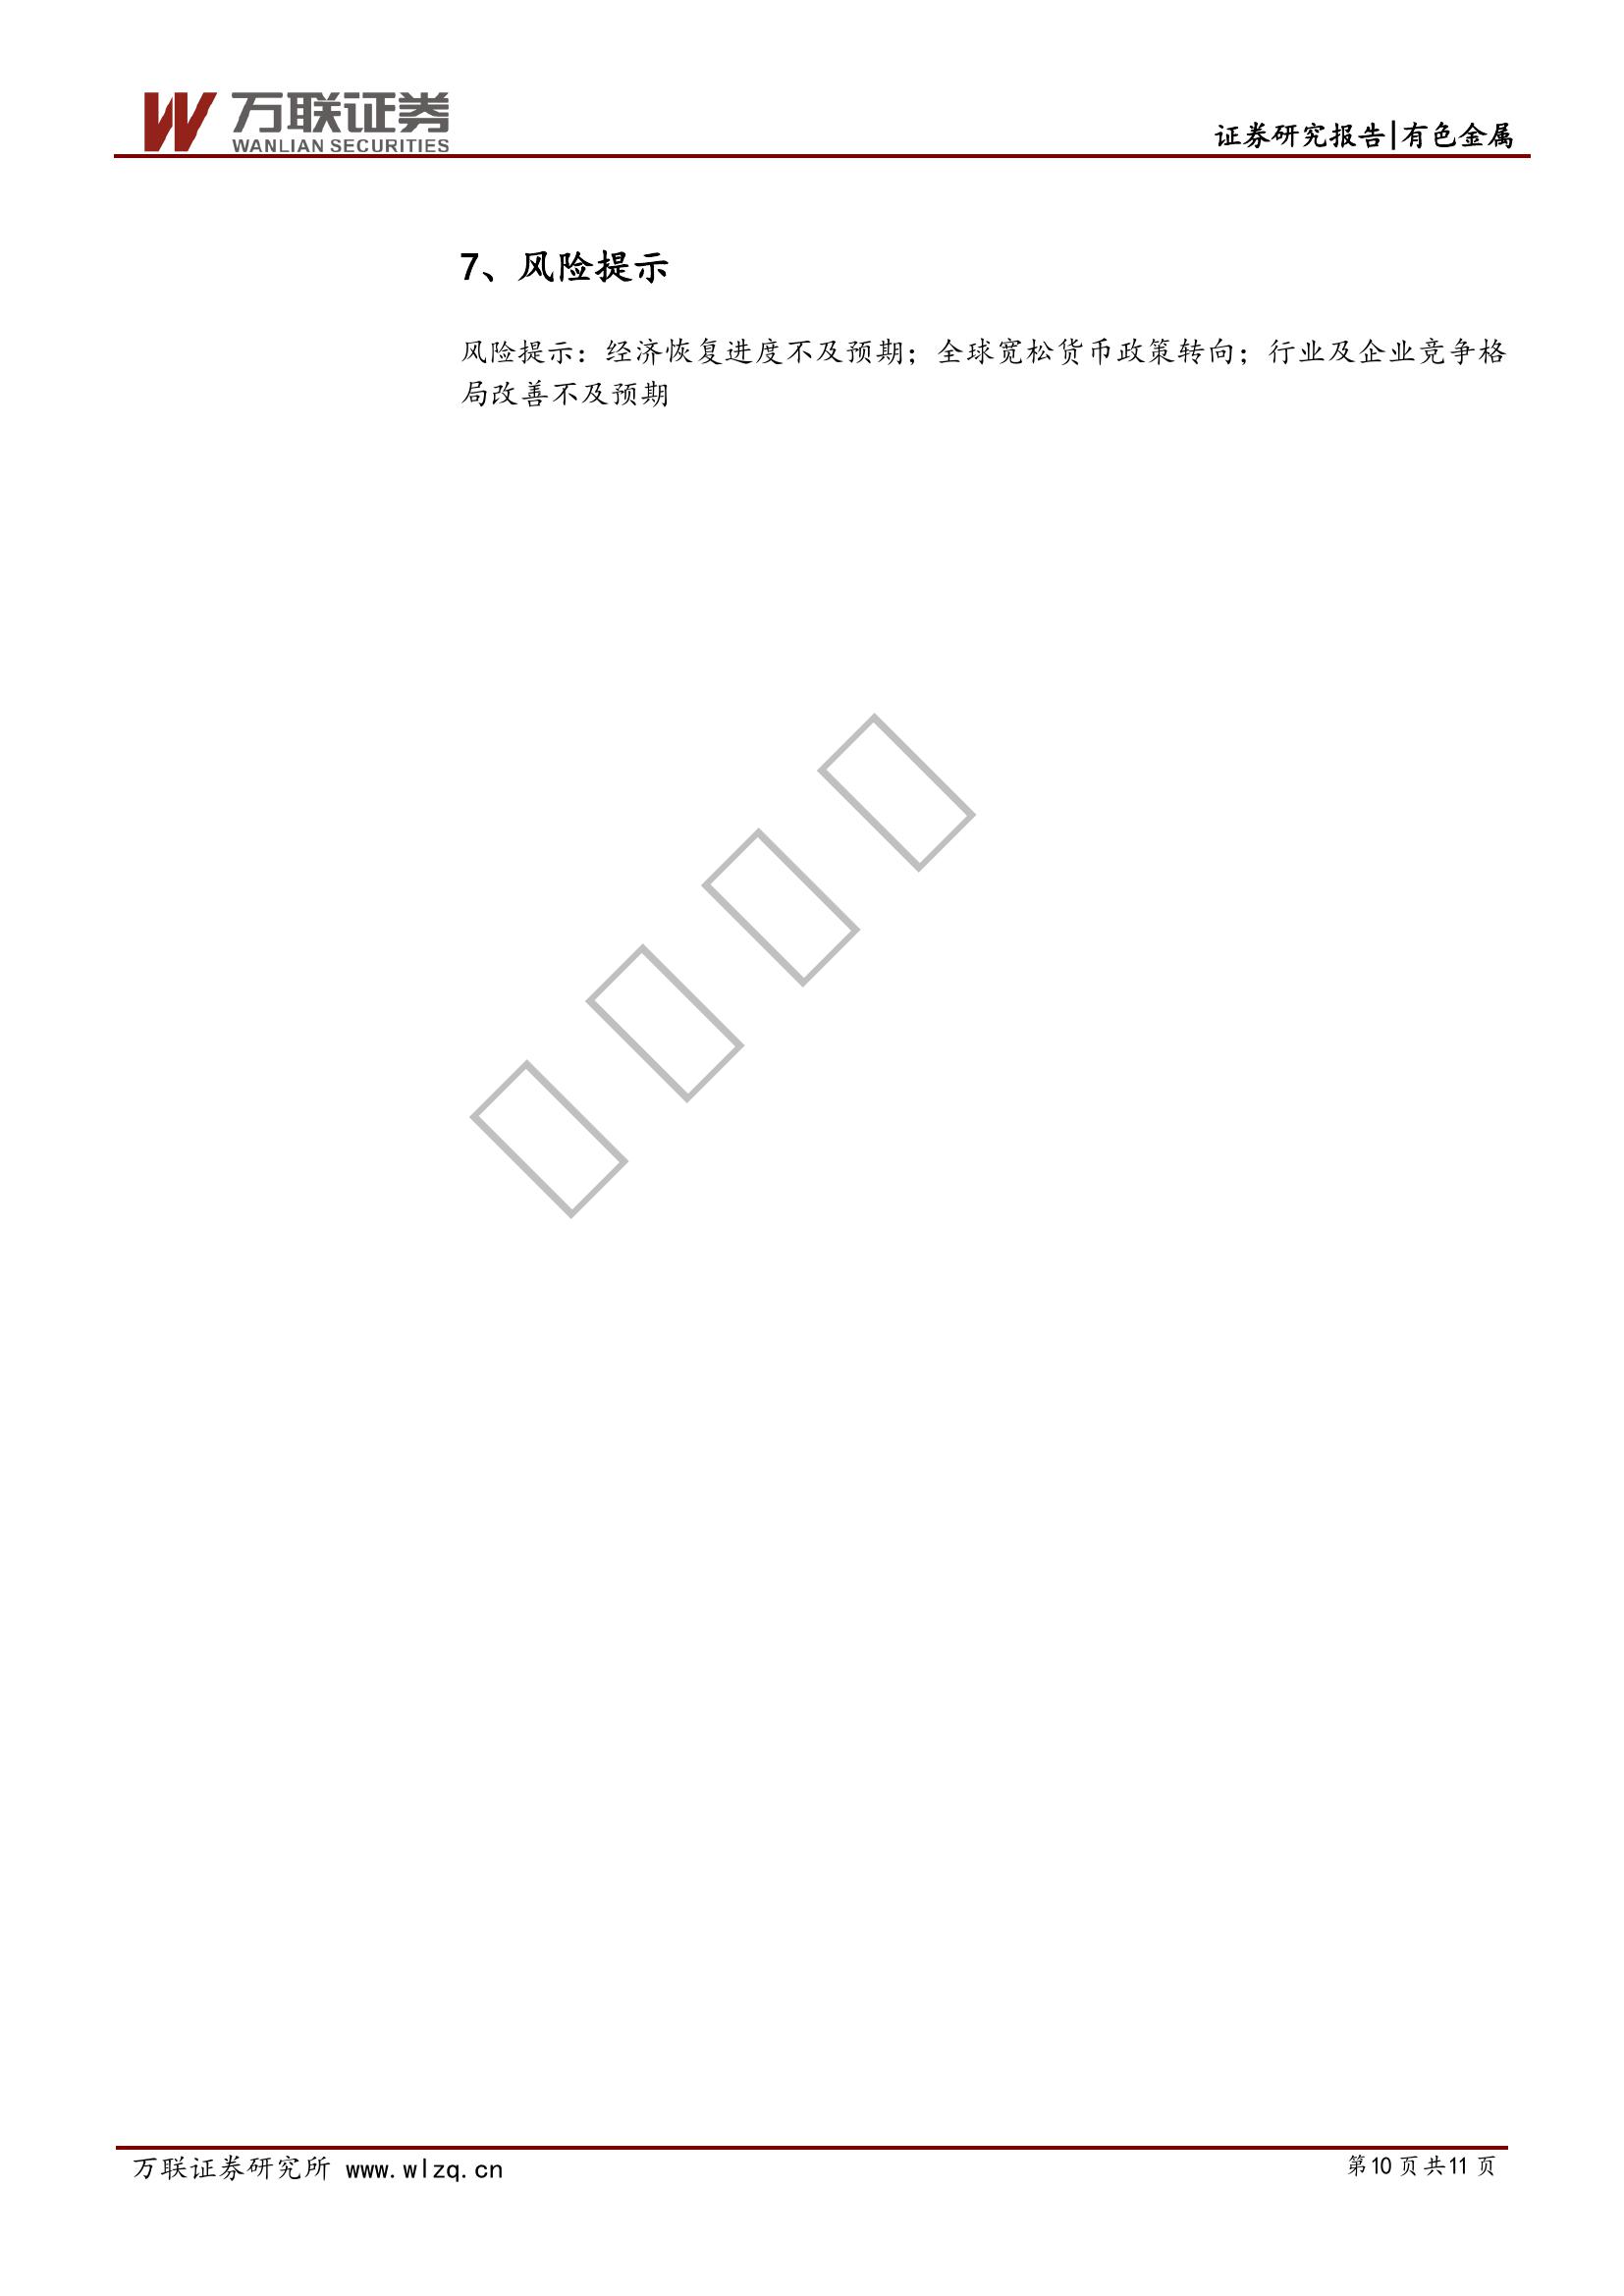 万联证券
WANLIAN SECURITIES
证券研究报告|有色金属
7、风险提示
风险提示：经济恢复进度不及预期；全球宽松货币政策转向；行业及企业竞争格
局改善不及预期
万联证券研究所 www.wlzq.cn
第10页共11页